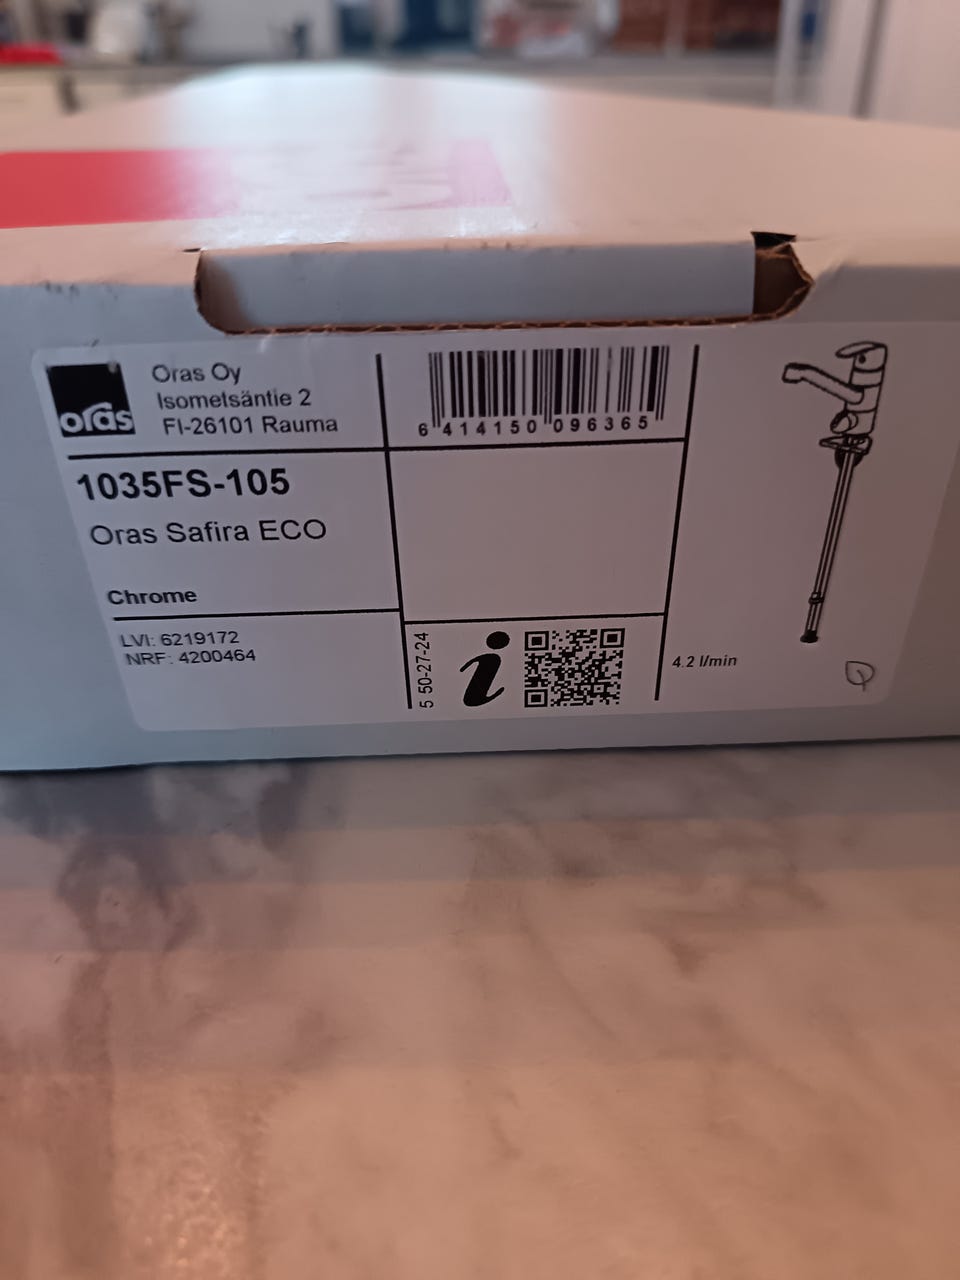 oras
Oras Oy
Isometsäntie 2
FI-26101 Rauma
6 414150 096365
1035FS-105
Oras Safira ECO
Chrome
LVI: 6219172
NRF: 4200464
5 50-27-24
i
4.2 l/min